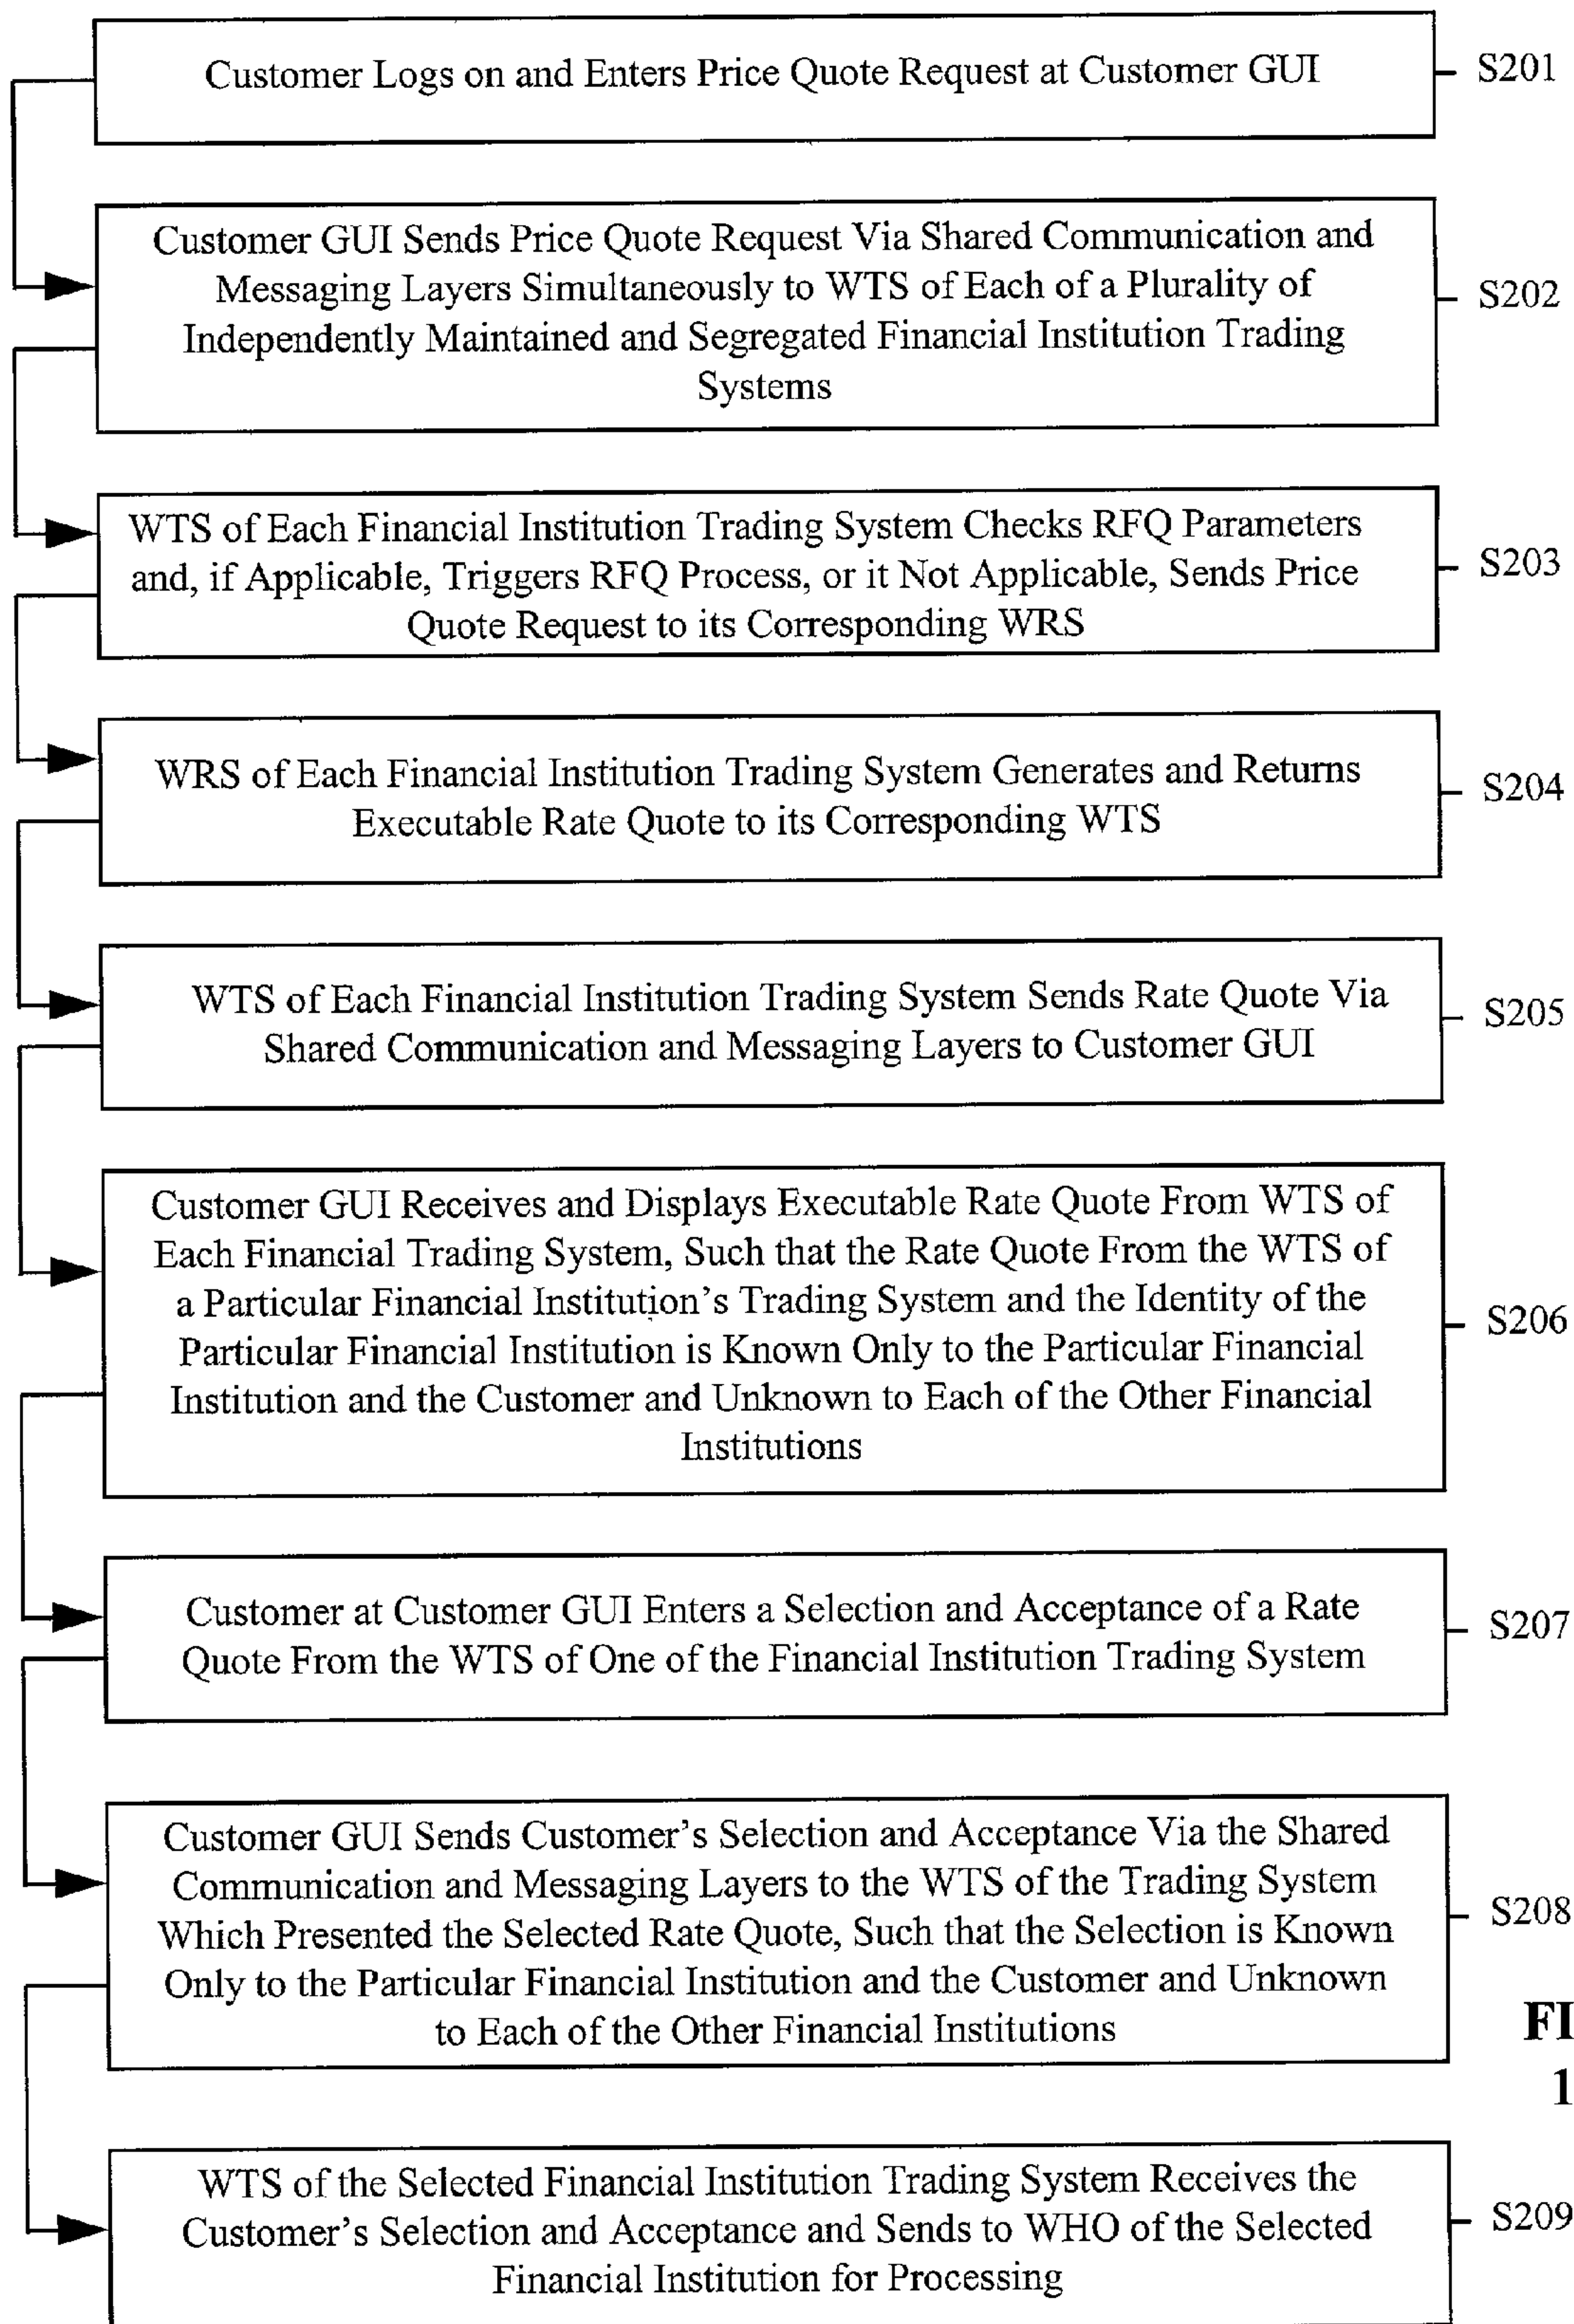 Customer Logs on and Enters Price Quote Request at Customer GUI
S201
Customer GUI Sends Price Quote Request Via Shared Communication and
Messaging Layers Simultaneously to WTS of Each of a Plurality of
Independently Maintained and Segregated Financial Institution Trading
Systems
S202
WTS of Each Financial Institution Trading System Checks RFQ Parameters
and, if Applicable, Triggers RFQ Process, or it Not Applicable, Sends Price
Quote Request to its Corresponding WRS
S203
WRS of Each Financial Institution Trading System Generates and Returns
Executable Rate Quote to its Corresponding WTS
S204
WTS of Each Financial Institution Trading System Sends Rate Quote Via
Shared Communication and Messaging Layers to Customer GUI
S205
Customer GUI Receives and Displays Executable Rate Quote From WTS of
Each Financial Trading System, Such that the Rate Quote From the WTS of
a Particular Financial Institution's Trading System and the Identity of the
Particular Financial Institution is Known Only to the Particular Financial
Institution and the Customer and Unknown to Each of the Other Financial
Institutions
S206
Customer at Customer GUI Enters a Selection and Acceptance of a Rate
Quote From the WTS of One of the Financial Institution Trading System
S207
Customer GUI Sends Customer's Selection and Acceptance Via the Shared
Communication and Messaging Layers to the WTS of the Trading System
Which Presented the Selected Rate Quote, Such that the Selection is Known
Only to the Particular Financial Institution and the Customer and Unknown
to Each of the Other Financial Institutions
S208
FI
1
WTS of the Selected Financial Institution Trading System Receives the
Customer's Selection and Acceptance and Sends to WHO of the Selected
Financial Institution for Processing
S209